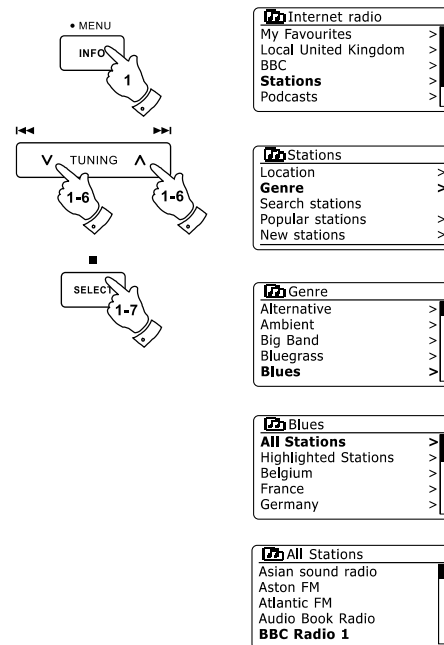 • MENU
INFO
1
V TUNING Λ
1-6
1-6
SELECT
1-7
Internet radio
My Favourites >
Local United Kingdom >
BBC >
Stations >
Podcasts >
Stations
Location >
Genre >
Search stations
Popular stations >
New stations >
Genre
Alternative >
Ambient >
Big Band >
Bluegrass >
Blues >
Blues
All Stations >
Highlighted Stations >
Belgium >
France >
Germany >
All Stations
Asian sound radio
Aston FM
Atlantic FM
Audio Book Radio
BBC Radio 1